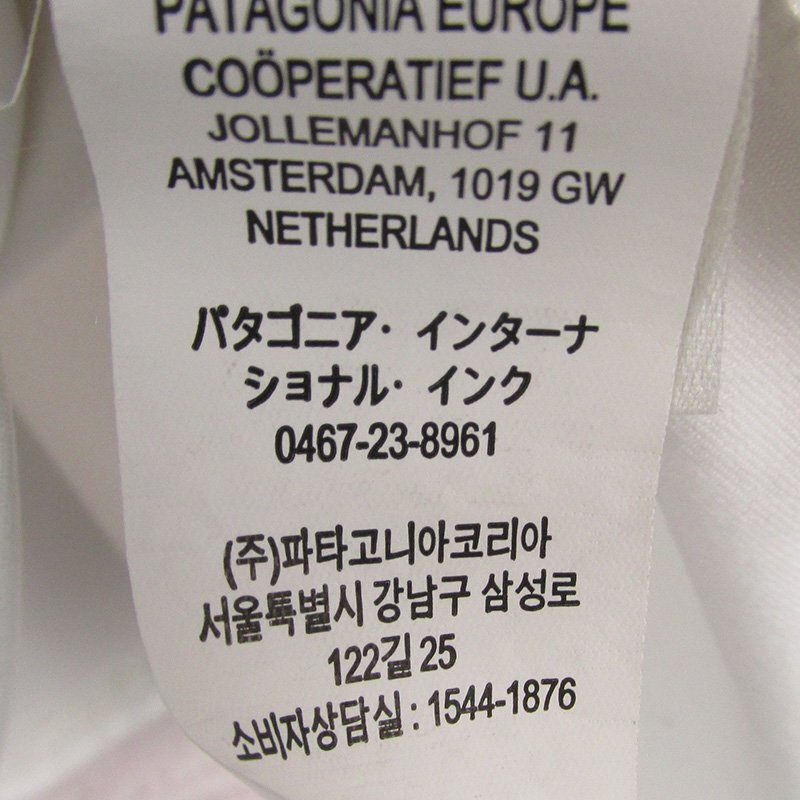 PATAGONIA EUROPE
COÖPERATIEF U.A.
JOLLEMANHOF 11
AMSTERDAM, 1019 GW
NETHERLANDS
パタゴニア・インターナ
ショナル・インク
0467-23-8961
(주)파타고니아코리아
서울특별시 강남구 삼성로
122길 25
소비자상담실 : 1544-1876